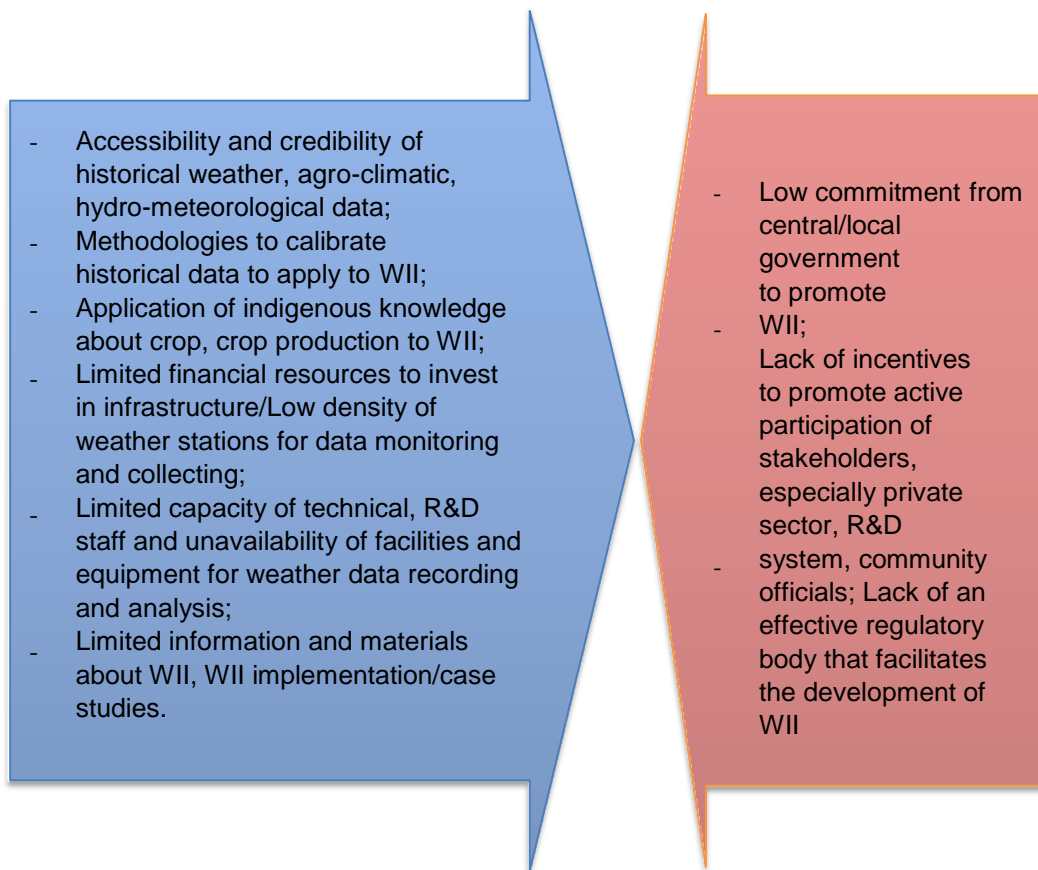 - Accessibility and credibility of
historical weather, agro-climatic,
hydro-meteorological data;
- Methodologies to calibrate
historical data to apply to WII;
- Application of indigenous knowledge
about crop, crop production to WII;
- Limited financial resources to invest
in infrastructure/Low density of
weather stations for data monitoring
and collecting;
- Limited capacity of technical, R&D
staff and unavailability of facilities and
equipment for weather data recording
and analysis;
- Limited information and materials
about WII, WII implementation/case
studies.
- Low commitment from
central/local
government
to promote
- WII;
Lack of incentives
to promote active
participation of
stakeholders,
especially private
sector, R&D
- system, community
officials; Lack of an
effective regulatory
body that facilitates
the development of
WII